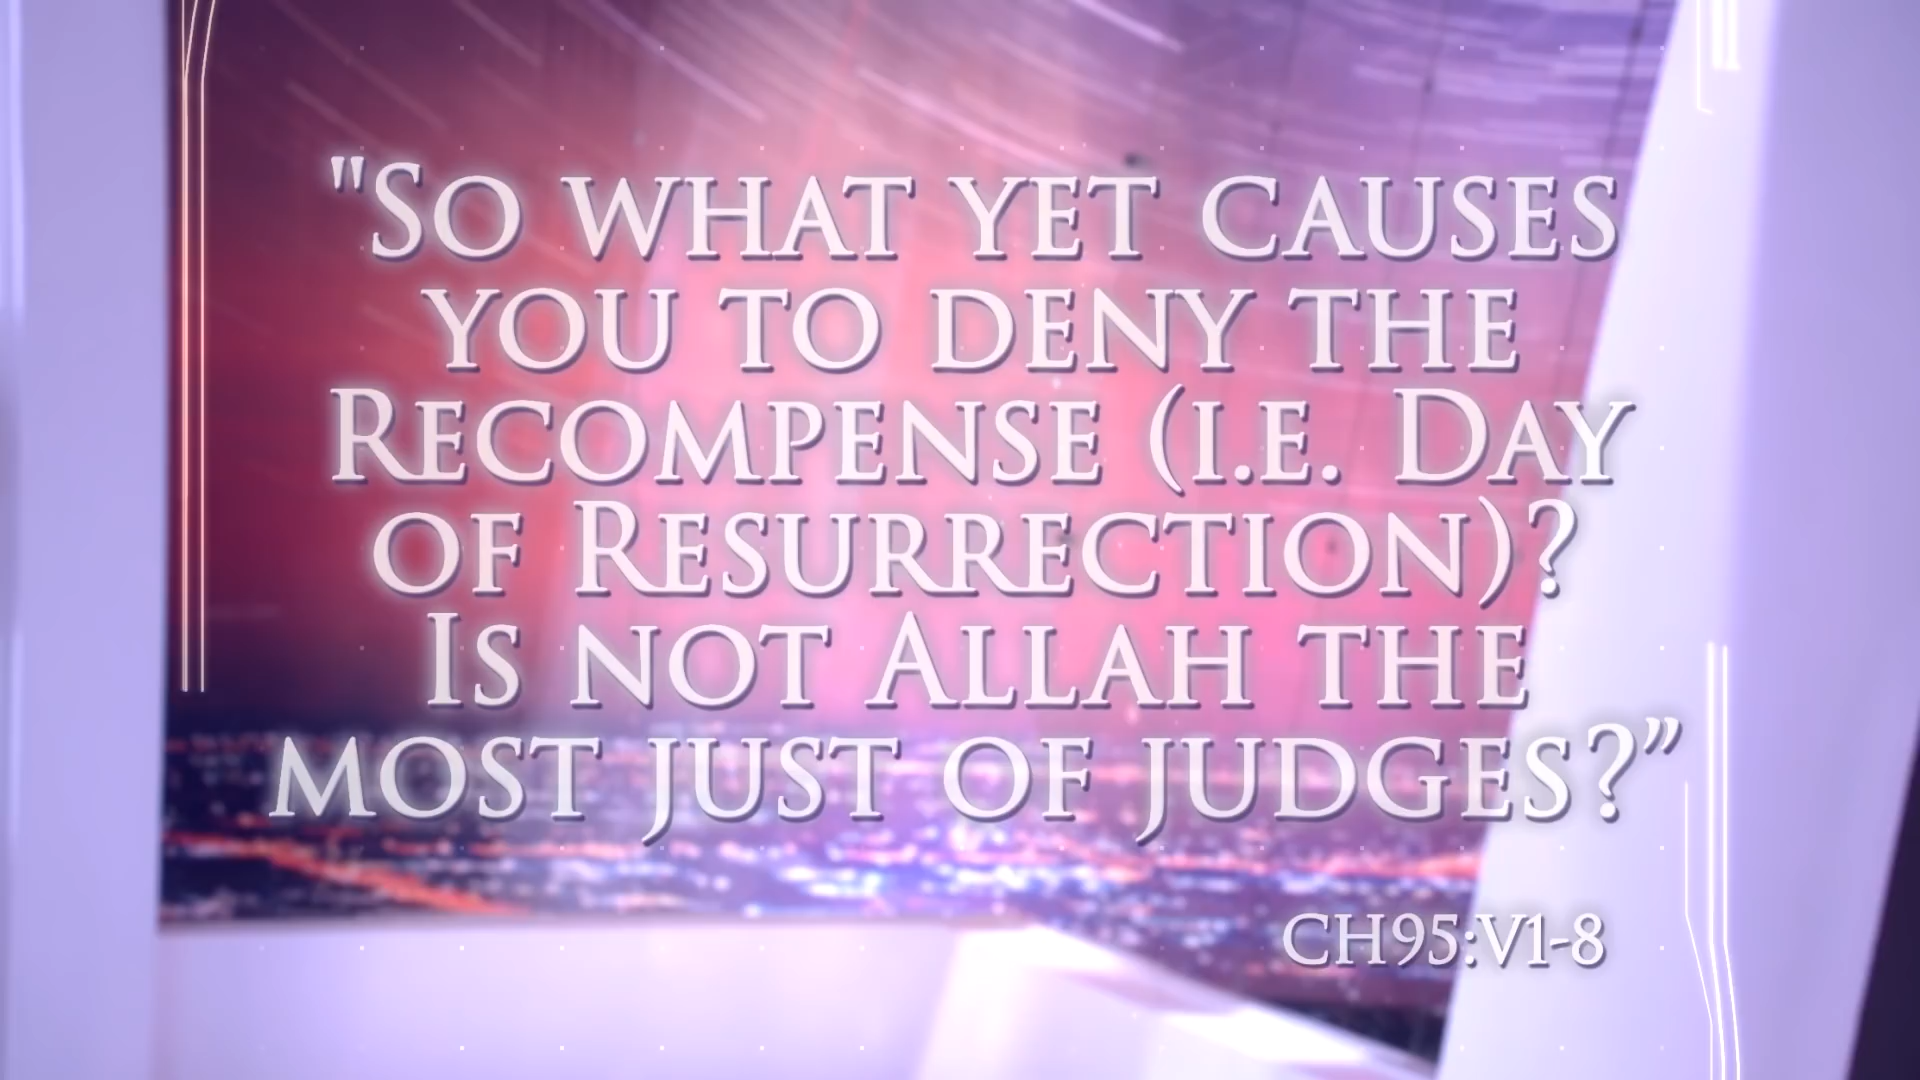 "So what yet causes
you to deny the
Recompense (i.e. Day
of Resurrection)?
Is not Allah the
most just of judges?”
CH95:V1-8